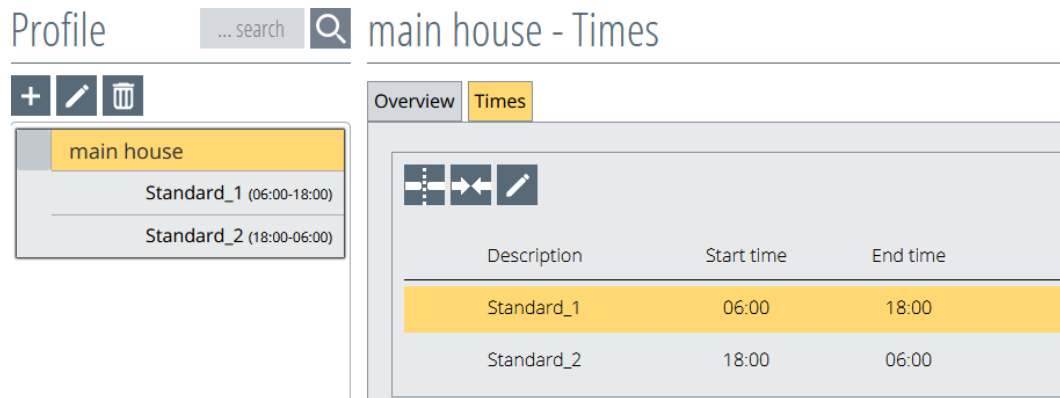 Profile
... search
main house
Standard_1 (06:00-18:00)
Standard_2 (18:00-06:00)
main house - Times
Overview Times
Description Start time End time
Standard_1 06:00 18:00
Standard_2 18:00 06:00